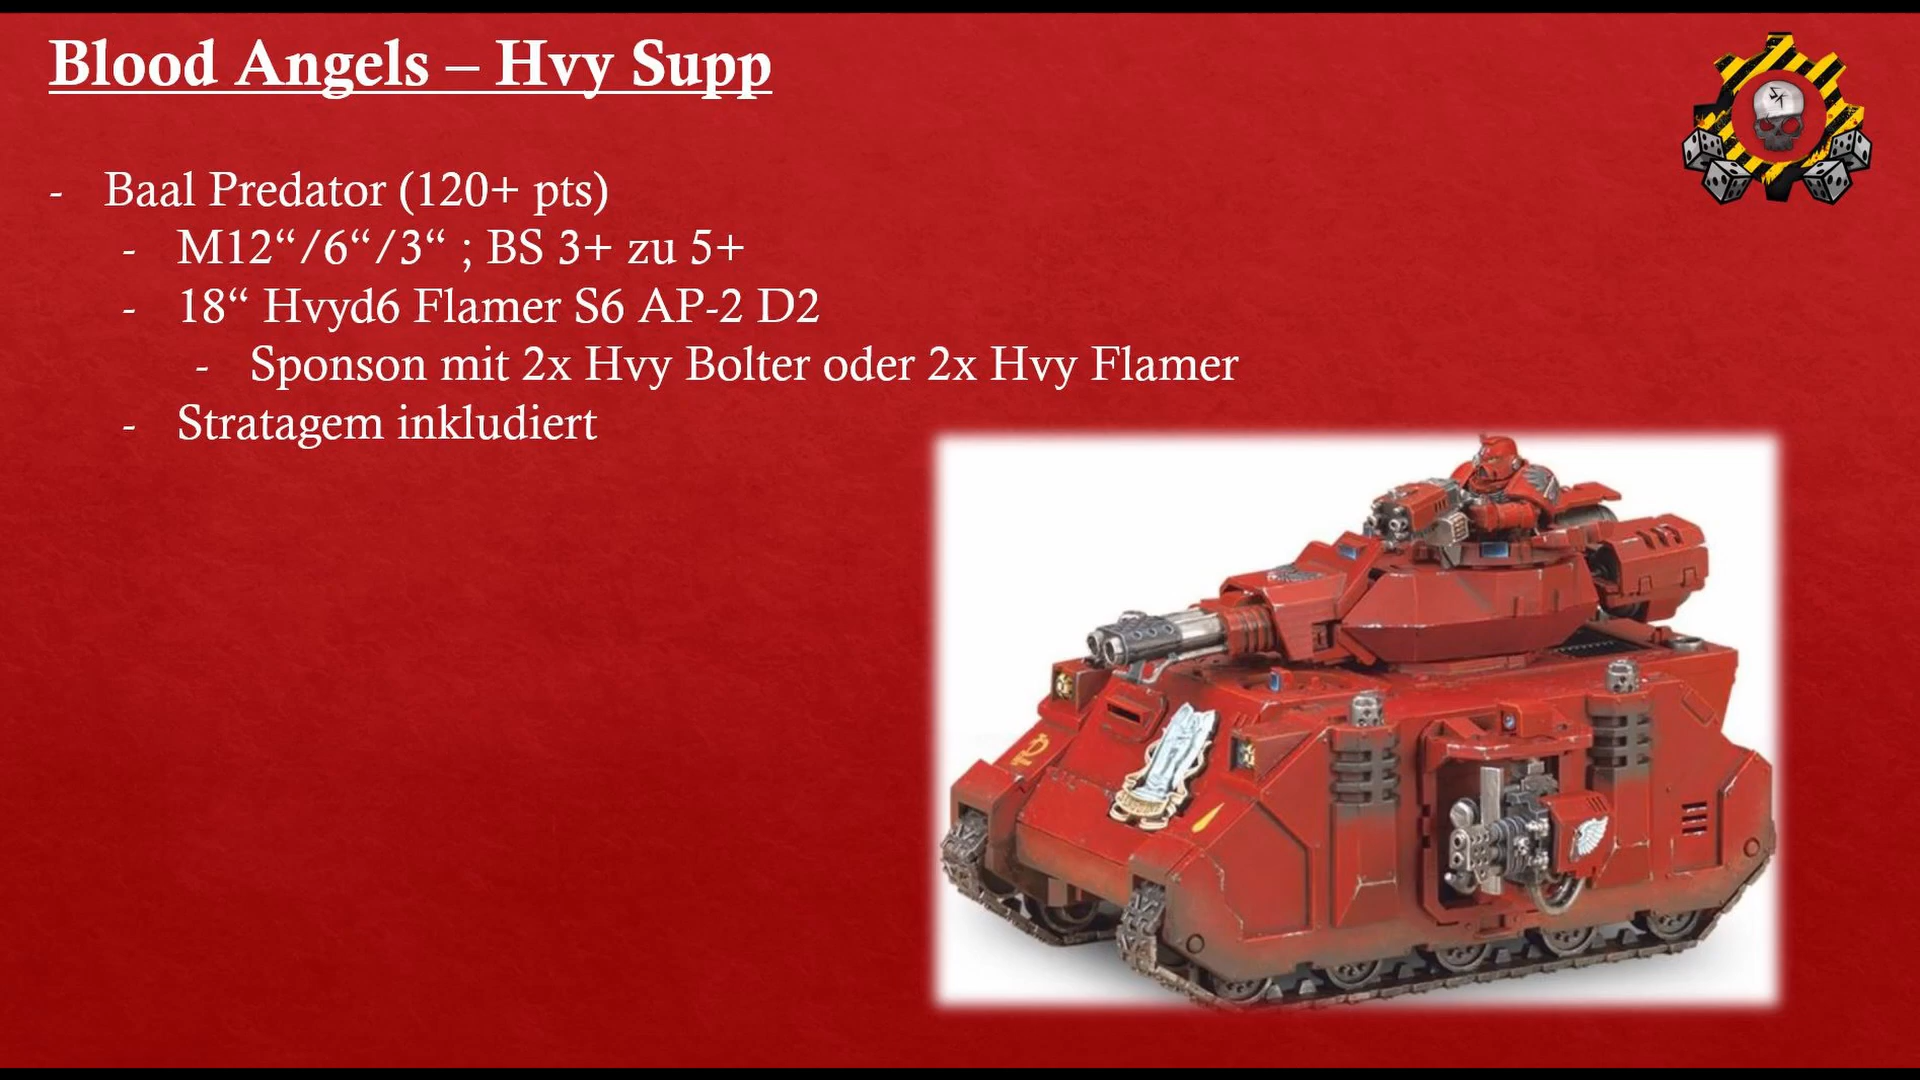 Blood Angels – Hvy Supp
- Baal Predator (120+ pts)
- M12“/6“/3“ ; BS 3+ zu 5+
- 18“ Hvyd6 Flamer S6 AP-2 D2
- Sponson mit 2x Hvy Bolter oder 2x Hvy Flamer
- Stratagem inkludiert